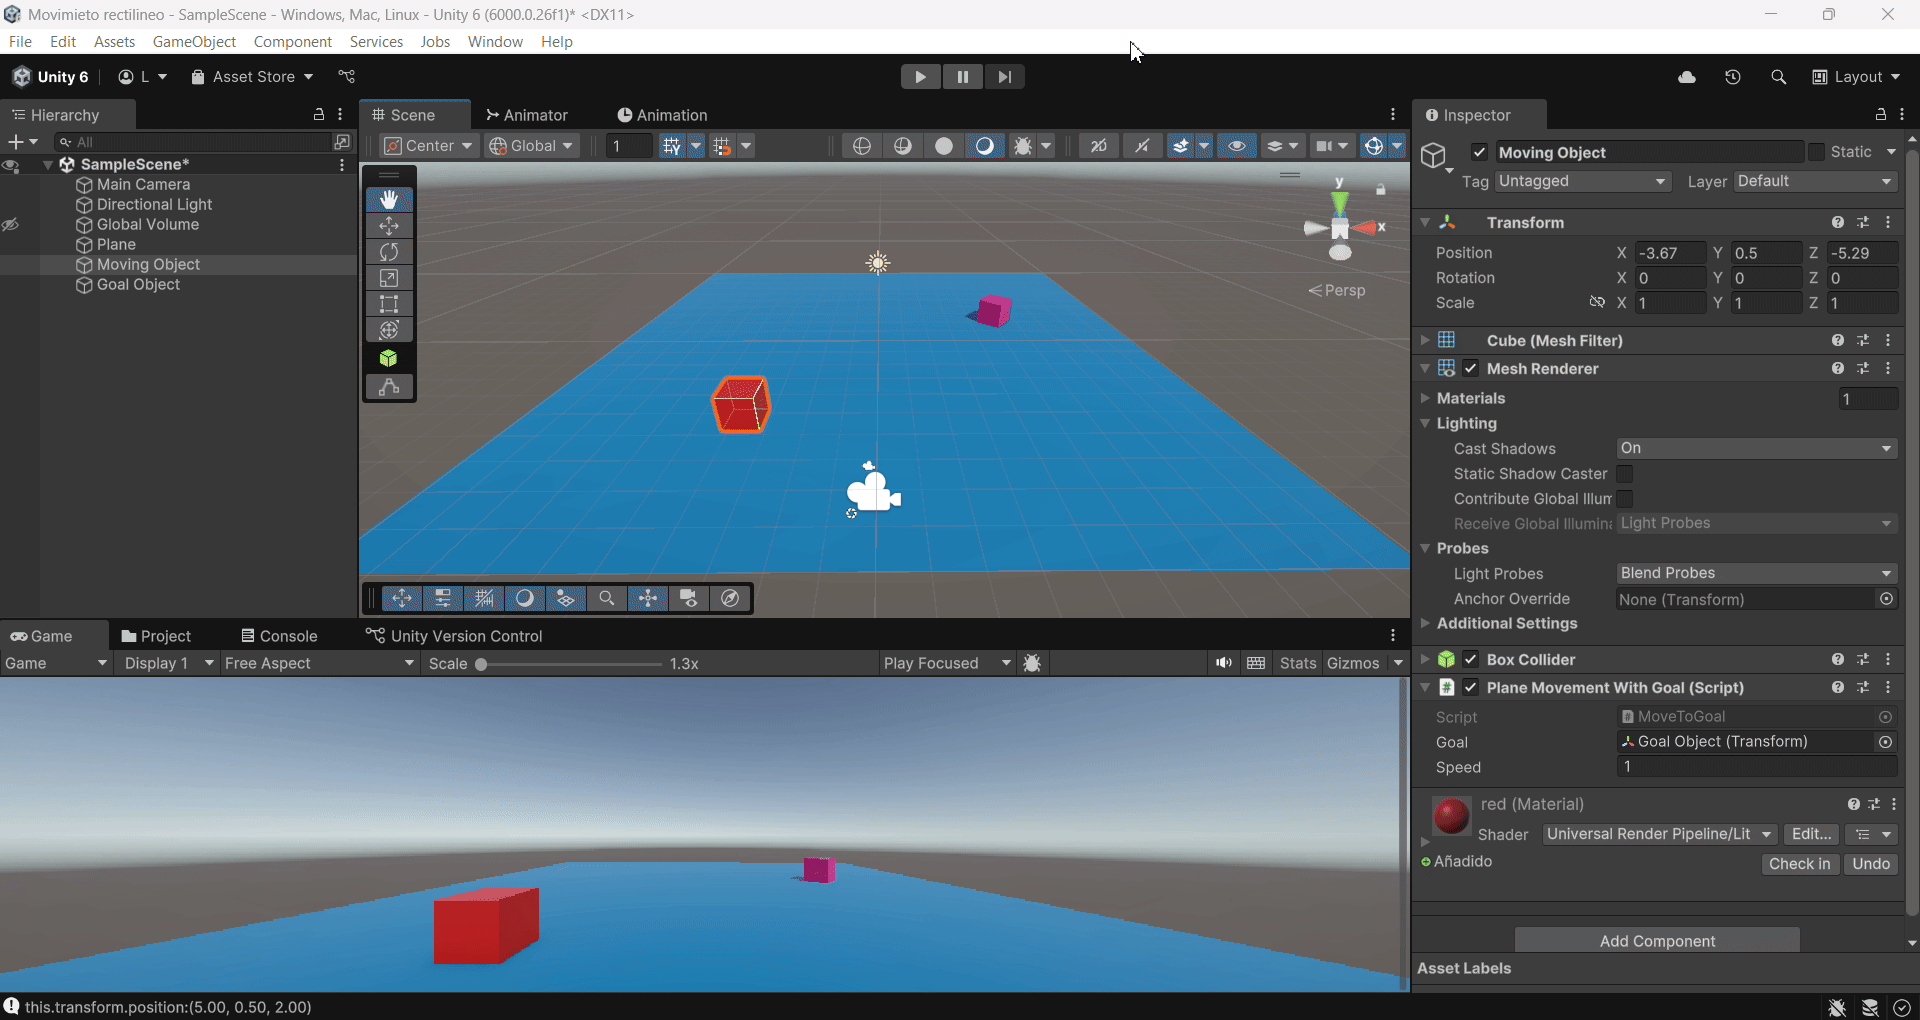 Movimieto rectilineo - SampleScene - Windows, Mac, Linux - Unity 6 (6000.0.26f1)* <DX11>
File Edit Assets GameObject Component Services Jobs Window Help
Unity 6 L Asset Store Layout
Hierarchy
All
SampleScene*
Main Camera
Directional Light
Global Volume
Plane
Moving Object
Goal Object
Scene Animator Animation
Center Global 1 2D
y
x
Persp
Game Project Console Unity Version Control
Game Display 1 Free Aspect Scale 1.3x Play Focused Stats Gizmos
Inspector
Moving Object Static
Tag Untagged Layer Default
Transform
Position X -3.67 Y 0.5 Z -5.29
Rotation X 0 Y 0 Z 0
Scale X 1 Y 1 Z 1
Cube (Mesh Filter)
Mesh Renderer
Materials 1
Lighting
Cast Shadows On
Static Shadow Caster
Contribute Global Illum
Receive Global Illumin Light Probes
Probes
Light Probes Blend Probes
Anchor Override None (Transform)
Additional Settings
Box Collider
Plane Movement With Goal (Script)
Script MoveToGoal
Goal Goal Object (Transform)
Speed 1
red (Material)
Shader Universal Render Pipeline/Lit Edit...
Añadido
Check in Undo
Add Component
Asset Labels
this.transform.position:(5.00, 0.50, 2.00)